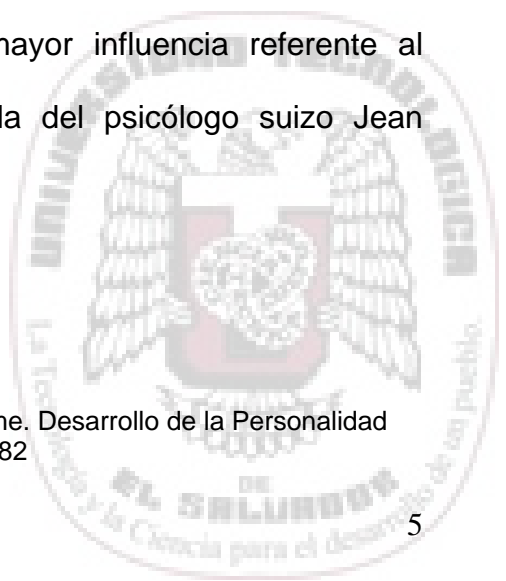 mayor influencia referente al
la del psicólogo suizo Jean
UNIVERSIDAD TECNOLOGICA
La Tecnología y la Ciencia para el desarrollo de un pueblo.
DE
EL SALVADOR
ne. Desarrollo de la Personalidad
82
5